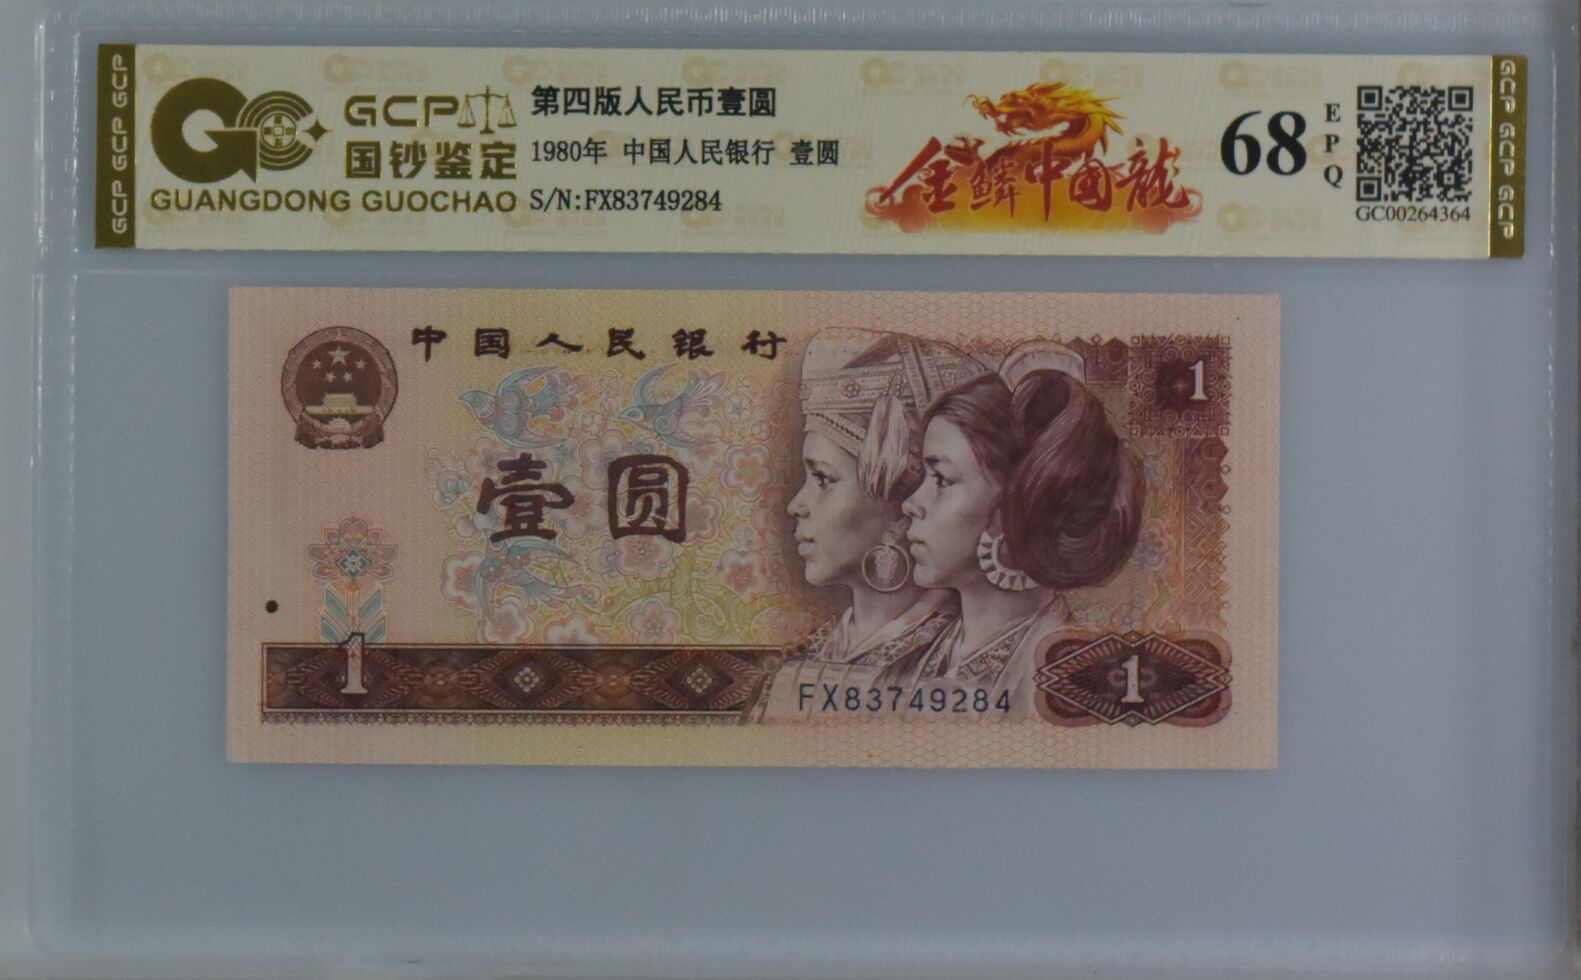 GCP GCP GCP
GCP
国钞鉴定
GUANGDONG GUOCHAO
第四版人民币壹圆
1980年 中国人民银行 壹圆
S/N:FX83749284
金鳞中国龙
68
EPQ
GC00264364
GCP GCP GCP
中国人民银行
1
壹圆
1
FX83749284
1